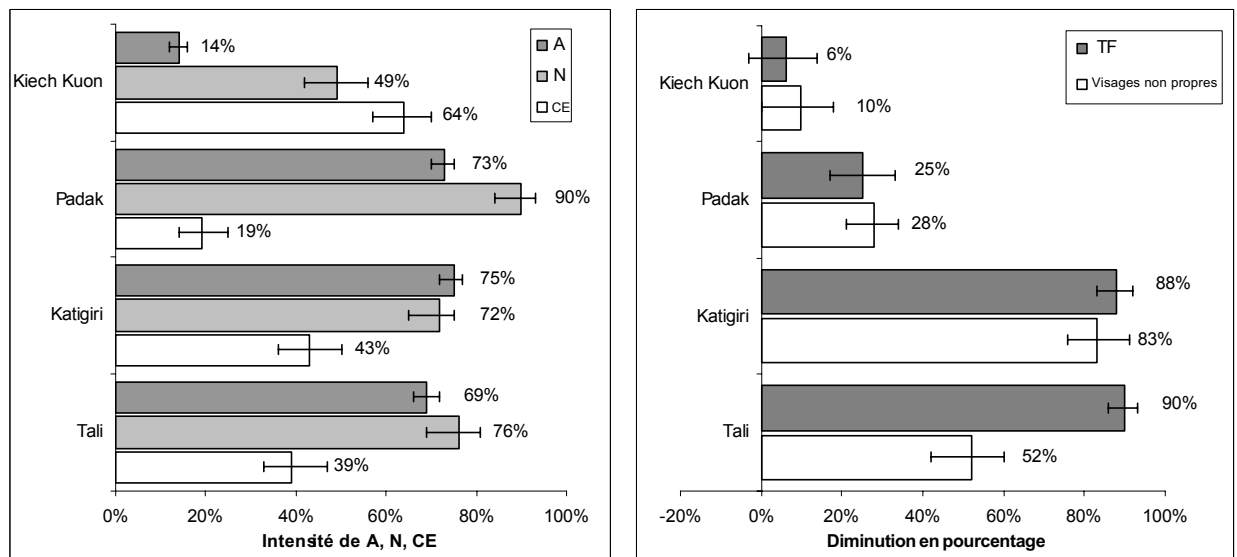 A
N
CE
Kiech Kuon
14%
49%
64%
Padak
73%
90%
19%
Katigiri
75%
72%
43%
Tali
69%
76%
39%
0%
20%
40%
60%
80%
100%
Intensité de A, N, CE
TF
Visages non propres
Kiech Kuon
6%
10%
Padak
25%
28%
Katigiri
88%
83%
Tali
90%
52%
-20%
0%
20%
40%
60%
80%
100%
Diminution en pourcentage